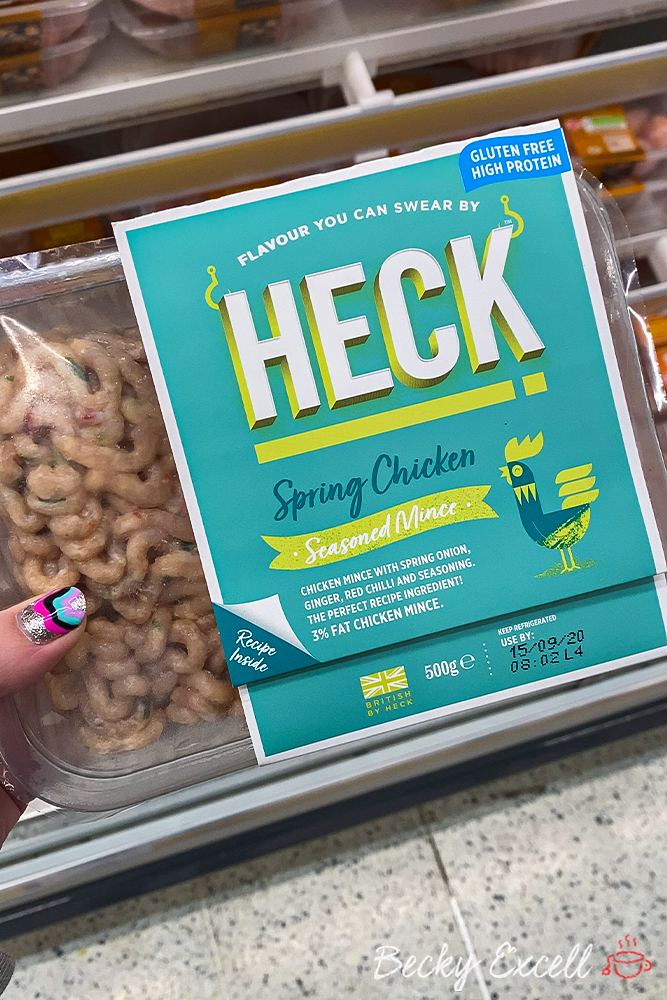 GLUTEN FREE
HIGH PROTEIN
FLAVOUR YOU CAN SWEAR BY
HECK
TM
Spring Chicken
· Seasoned Mince ·
CHICKEN MINCE WITH SPRING ONION,
GINGER, RED CHILLI AND SEASONING.
THE PERFECT RECIPE INGREDIENT!
3% FAT CHICKEN MINCE.
Recipe
Inside
BRITISH
BY HECK
500g e
KEEP REFRIGERATED
USE BY:
15/09/20
08:02 L4
Becky Excell